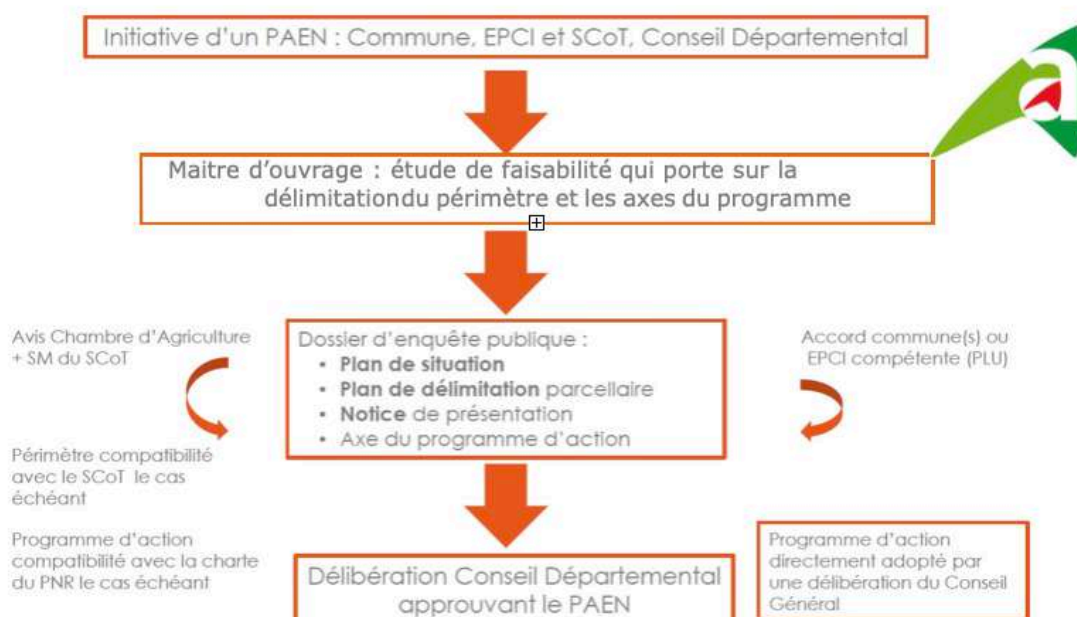 Initiative d'un PAEN : Commune, EPCI et SCoT, Conseil Départemental
a
Maitre d'ouvrage : étude de faisabilité qui porte sur la
délimitationdu périmètre et les axes du programme
Avis Chambre d'Agriculture
+ SM du SCoT
Dossier d'enquête publique :
• Plan de situation
• Plan de délimitation parcellaire
• Notice de présentation
• Axe du programme d'action
Accord commune(s) ou
EPCI compétente (PLU)
Périmètre compatibilité
avec le SCoT le cas
échéant
Programme d'action
compatibilité avec la charte
du PNR le cas échéant
Délibération Conseil Départemental
approuvant le PAEN
Programme d'action
directement adopté par
une délibération du Conseil
Général